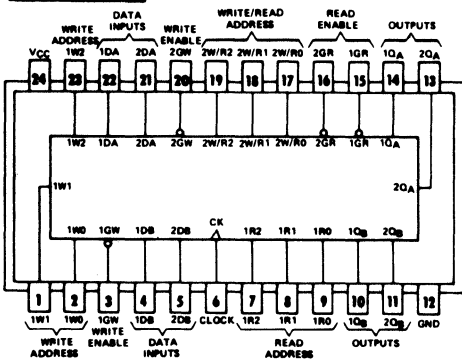 DATA INPUTS WRITE/READ ADDRESS READ ENABLE OUTPUTS
WRITE ADDRESS WRITE ENABLE
VCC 1W2 1DA 2DA 2GW 2W/R2 2W/R1 2W/R0 2GR 1GR 1QA 2QA
24 23 22 21 20 19 18 17 16 15 14 13
1W2 1DA 2DA 2GW 2W/R2 2W/R1 2W/R0 2GR 1GR 1QA
1W1 2QA
CK
1W0 1GW 1DB 2DB 1R2 1R1 1R0 1QB 2QB
1 2 3 4 5 6 7 8 9 10 11 12
1W1 1W0 1GW 1DB 2DB CLOCK 1R2 1R1 1R0 1QB 2QB GND
WRITE ADDRESS WRITE ENABLE DATA INPUTS READ ADDRESS OUTPUTS